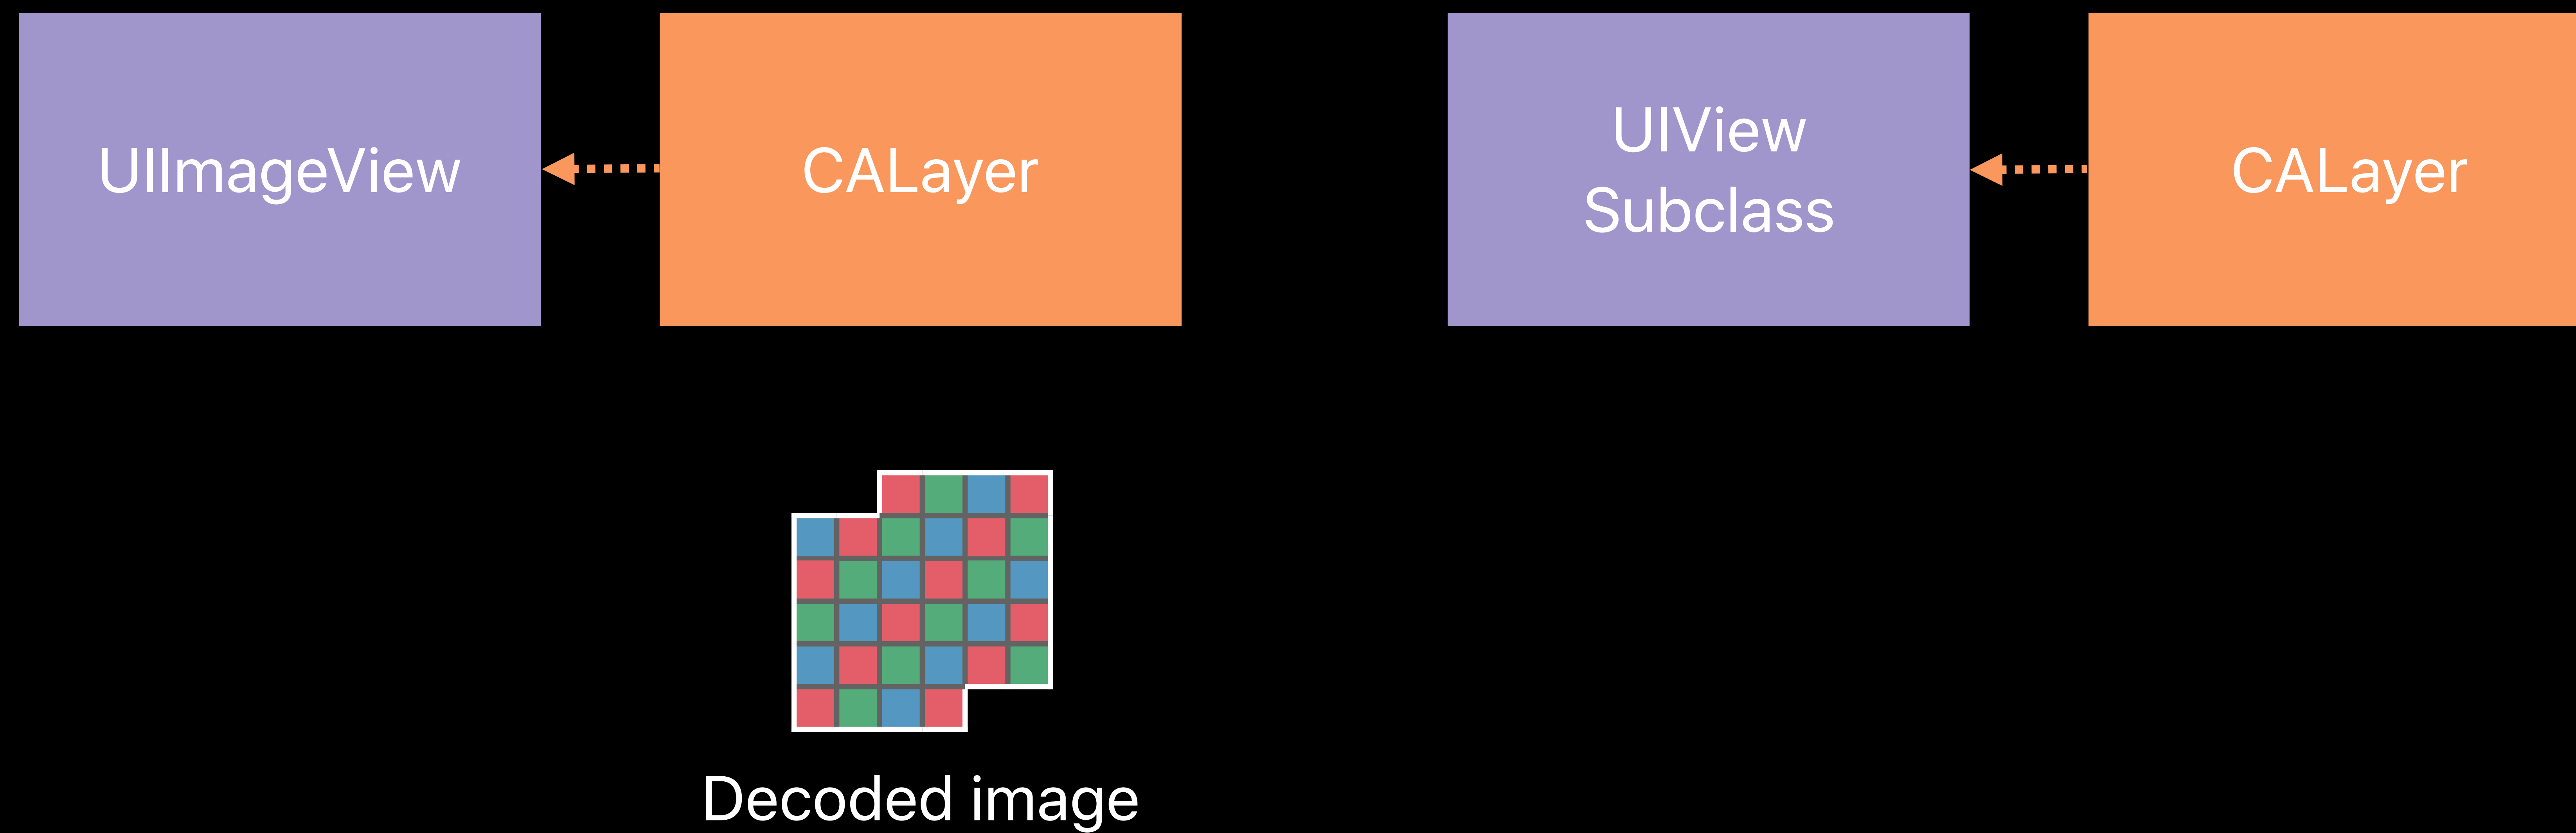 UIImageView
CALayer
UIView
Subclass
CALayer
Decoded image